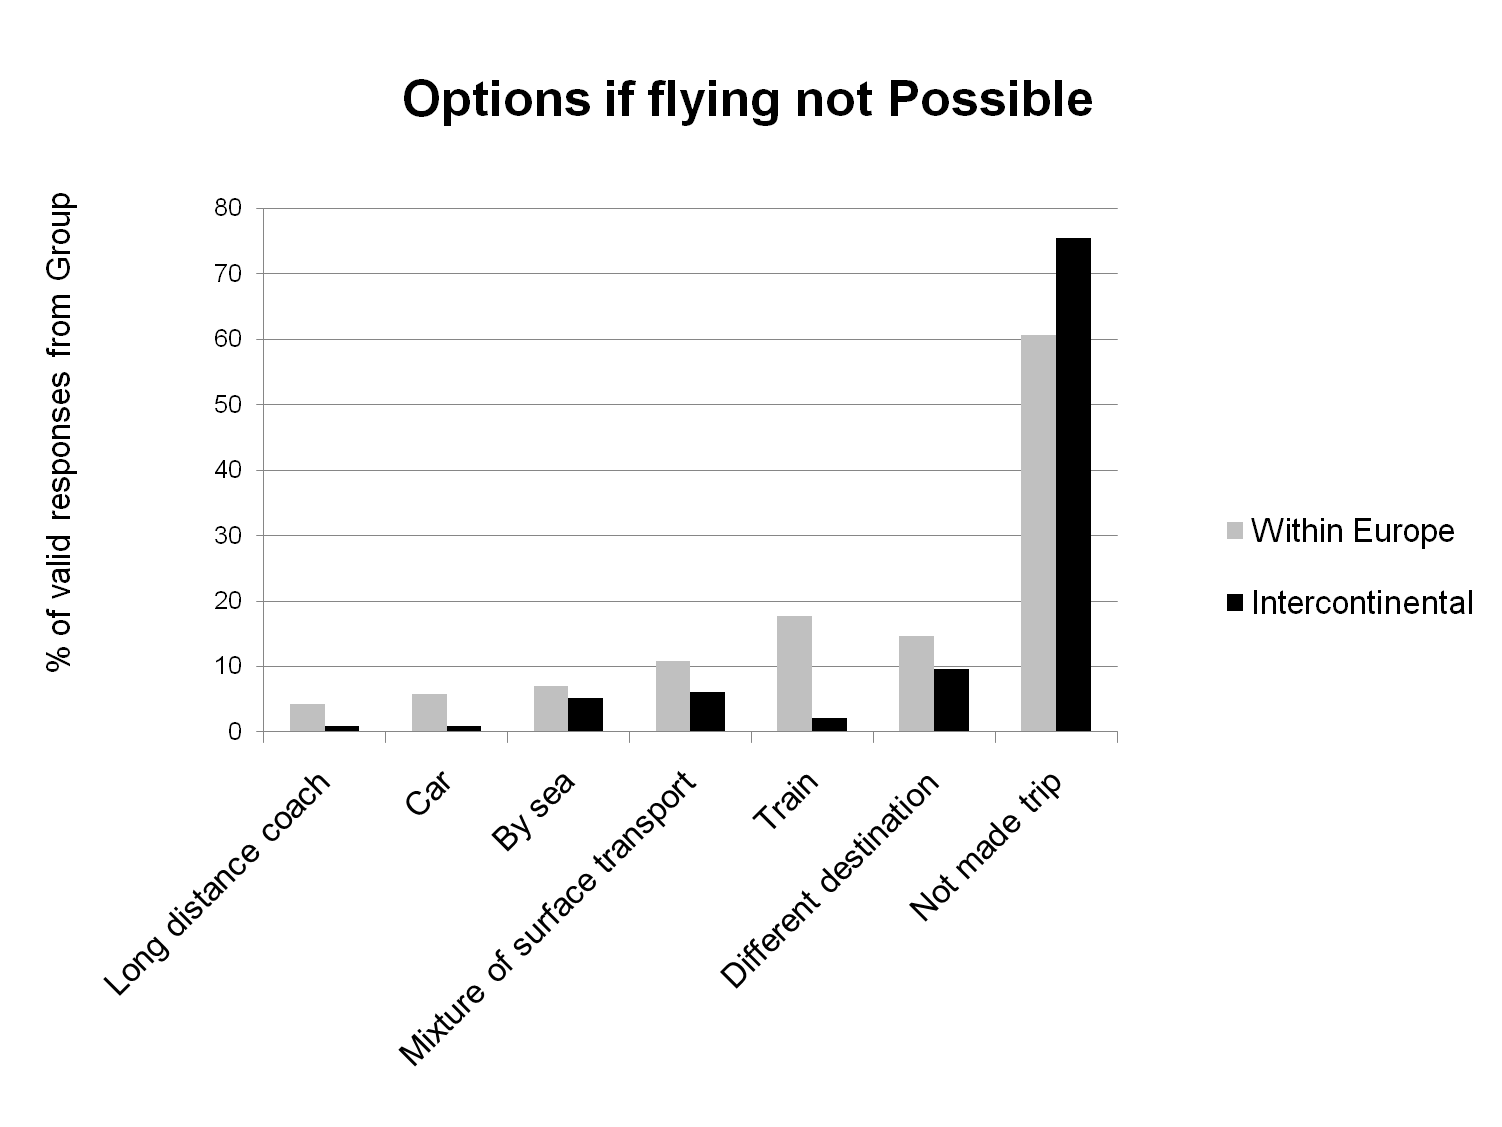 Options if flying not Possible
% of valid responses from Group
80
70
60
50
40
30
20
10
0
Long distance coach
Car
By sea
Mixture of surface transport
Train
Different destination
Not made trip
Within Europe
Intercontinental